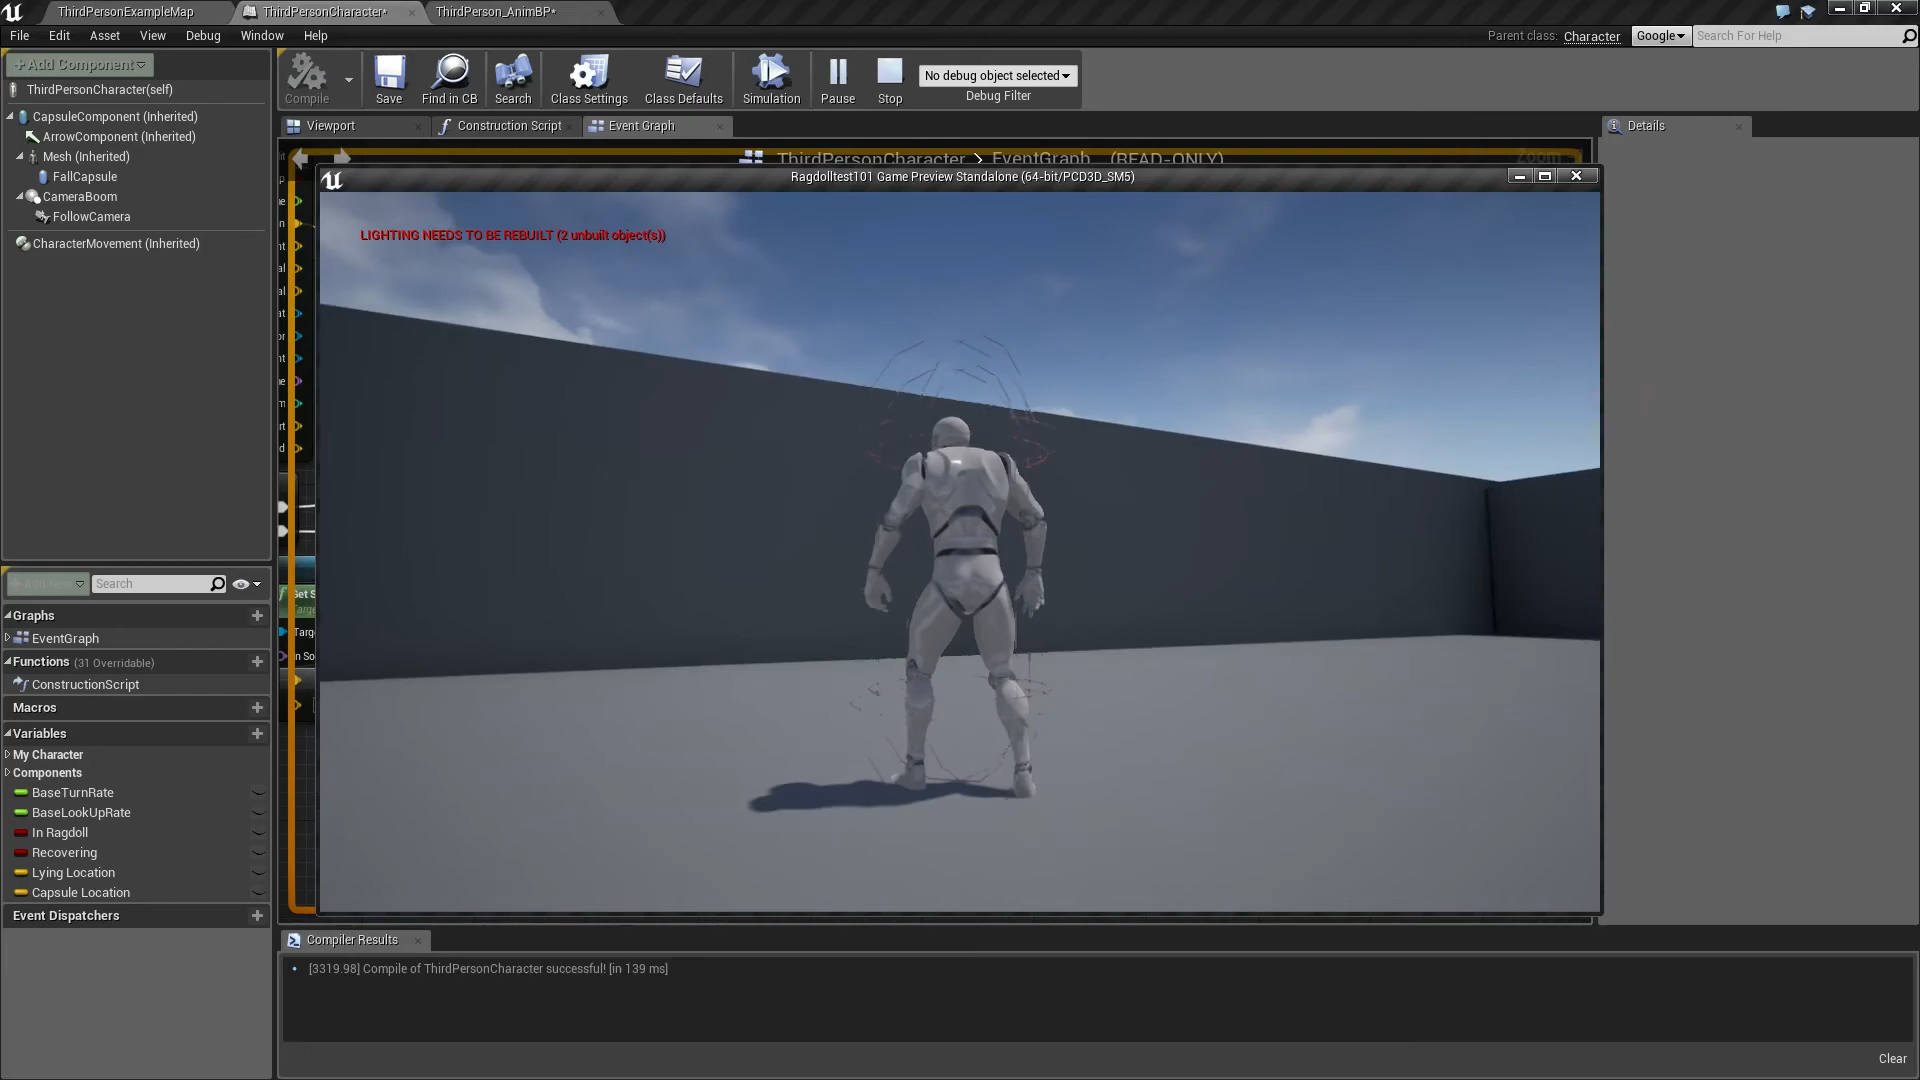 ThirdPersonExampleMap
ThirdPersonCharacter*
ThirdPerson_AnimBP*
File Edit Asset View Debug Window Help
Parent class: Character Google Search For Help
Add Component
ThirdPersonCharacter(self)
CapsuleComponent (Inherited)
ArrowComponent (Inherited)
Mesh (Inherited)
FallCapsule
CameraBoom
FollowCamera
CharacterMovement (Inherited)
Compile Save Find in CB Search Class Settings Class Defaults Simulation Pause Stop
No debug object selected
Debug Filter
Viewport Construction Script Event Graph
Details
ThirdPersonCharacter > EventGraph (READ-ONLY)
Zoom
Ragdolltest101 Game Preview Standalone (64-bit/PCD3D_SM5)
LIGHTING NEEDS TO BE REBUILT (2 unbuilt object(s))
Add New Search
Graphs
EventGraph
Functions (31 Overridable)
ConstructionScript
Macros
Variables
My Character
Components
BaseTurnRate
BaseLookUpRate
In Ragdoll
Recovering
Lying Location
Capsule Location
Event Dispatchers
Compiler Results
[3319.98] Compile of ThirdPersonCharacter successful! [in 139 ms]
Clear